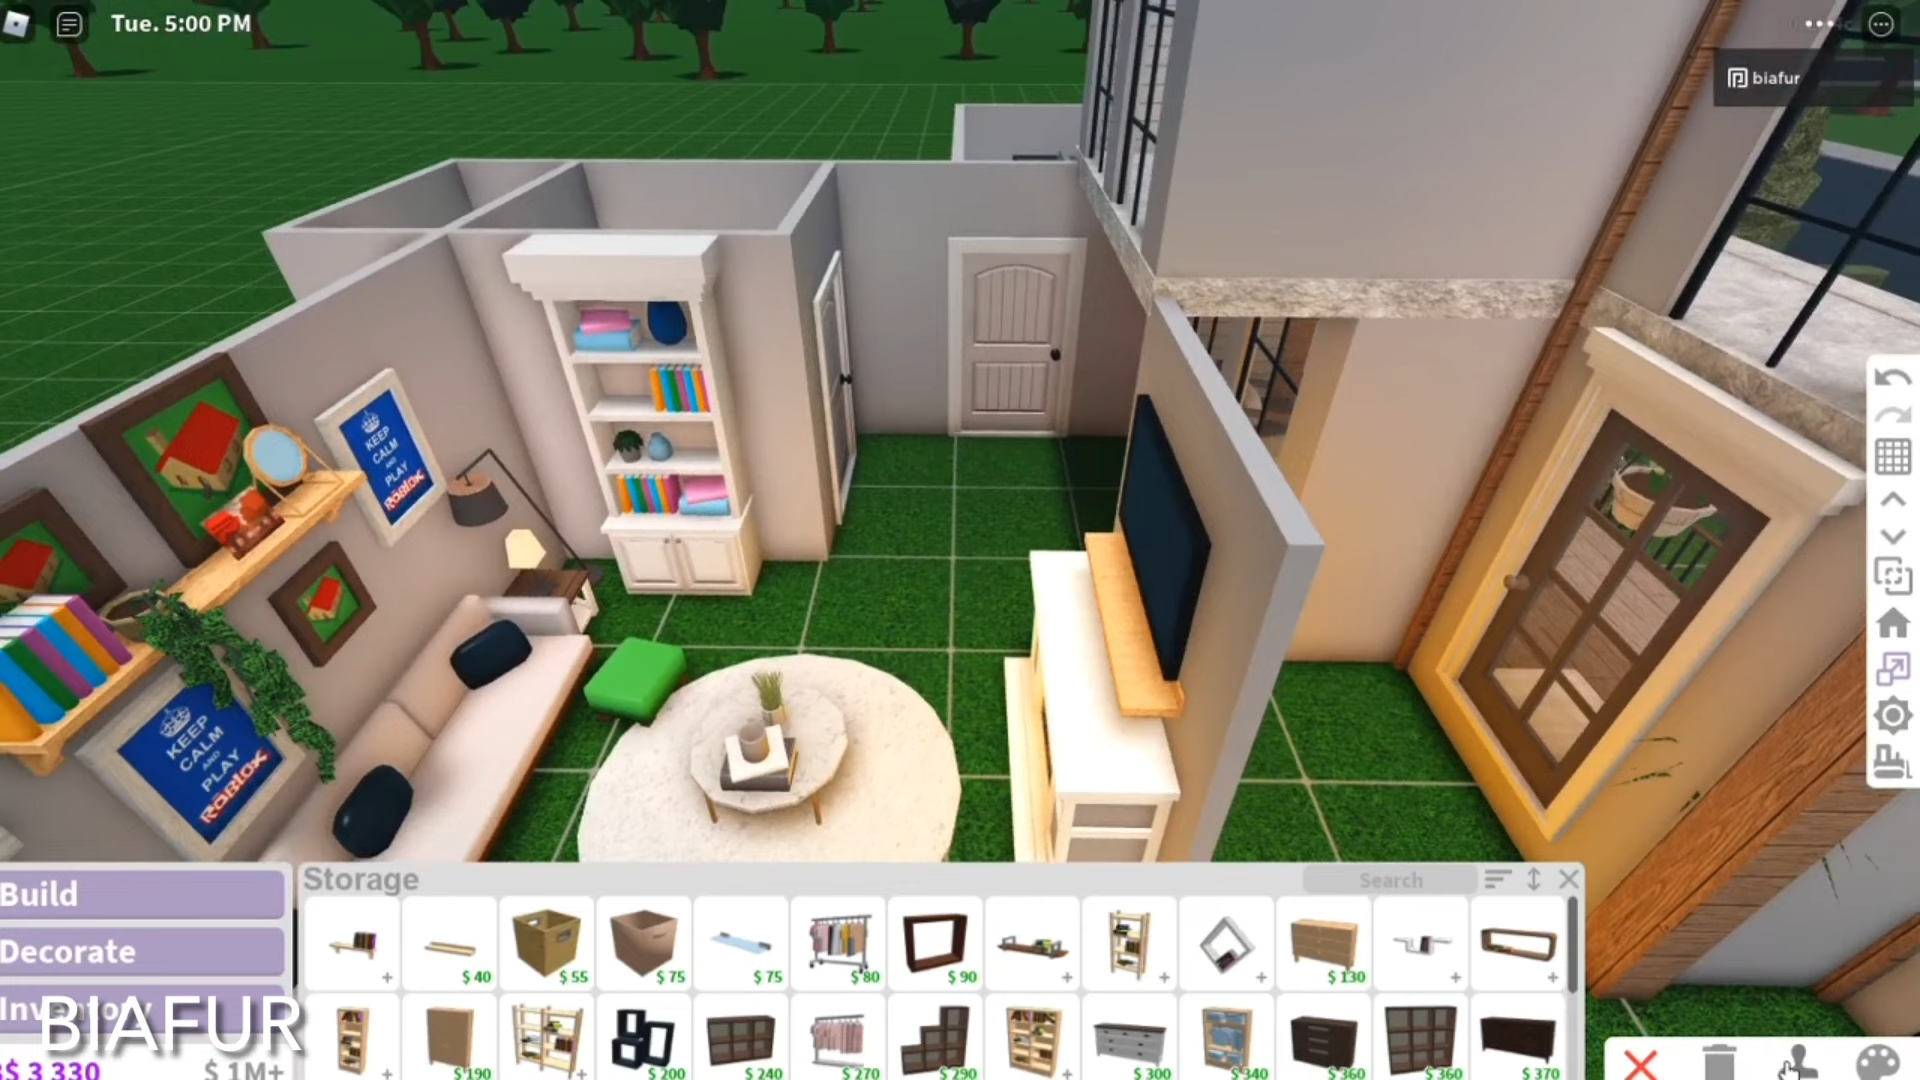 Tue. 5:00 PM
biafur
KEEP
CALM
AND
PLAY
ROBLOX
KEEP
CALM
AND
PLAY
ROBLOX
Build
Decorate
Inventory
BIAFUR
B$ 3 330
$ 1M+
Storage
Search
+
$ 40
$ 55
$ 75
$ 75
$ 80
$ 90
+
+
+
$ 130
+
+
+
$190
+
$ 200
$ 240
$ 270
$ 290
+
$ 300
$ 340
$ 360
$ 360
$ 370